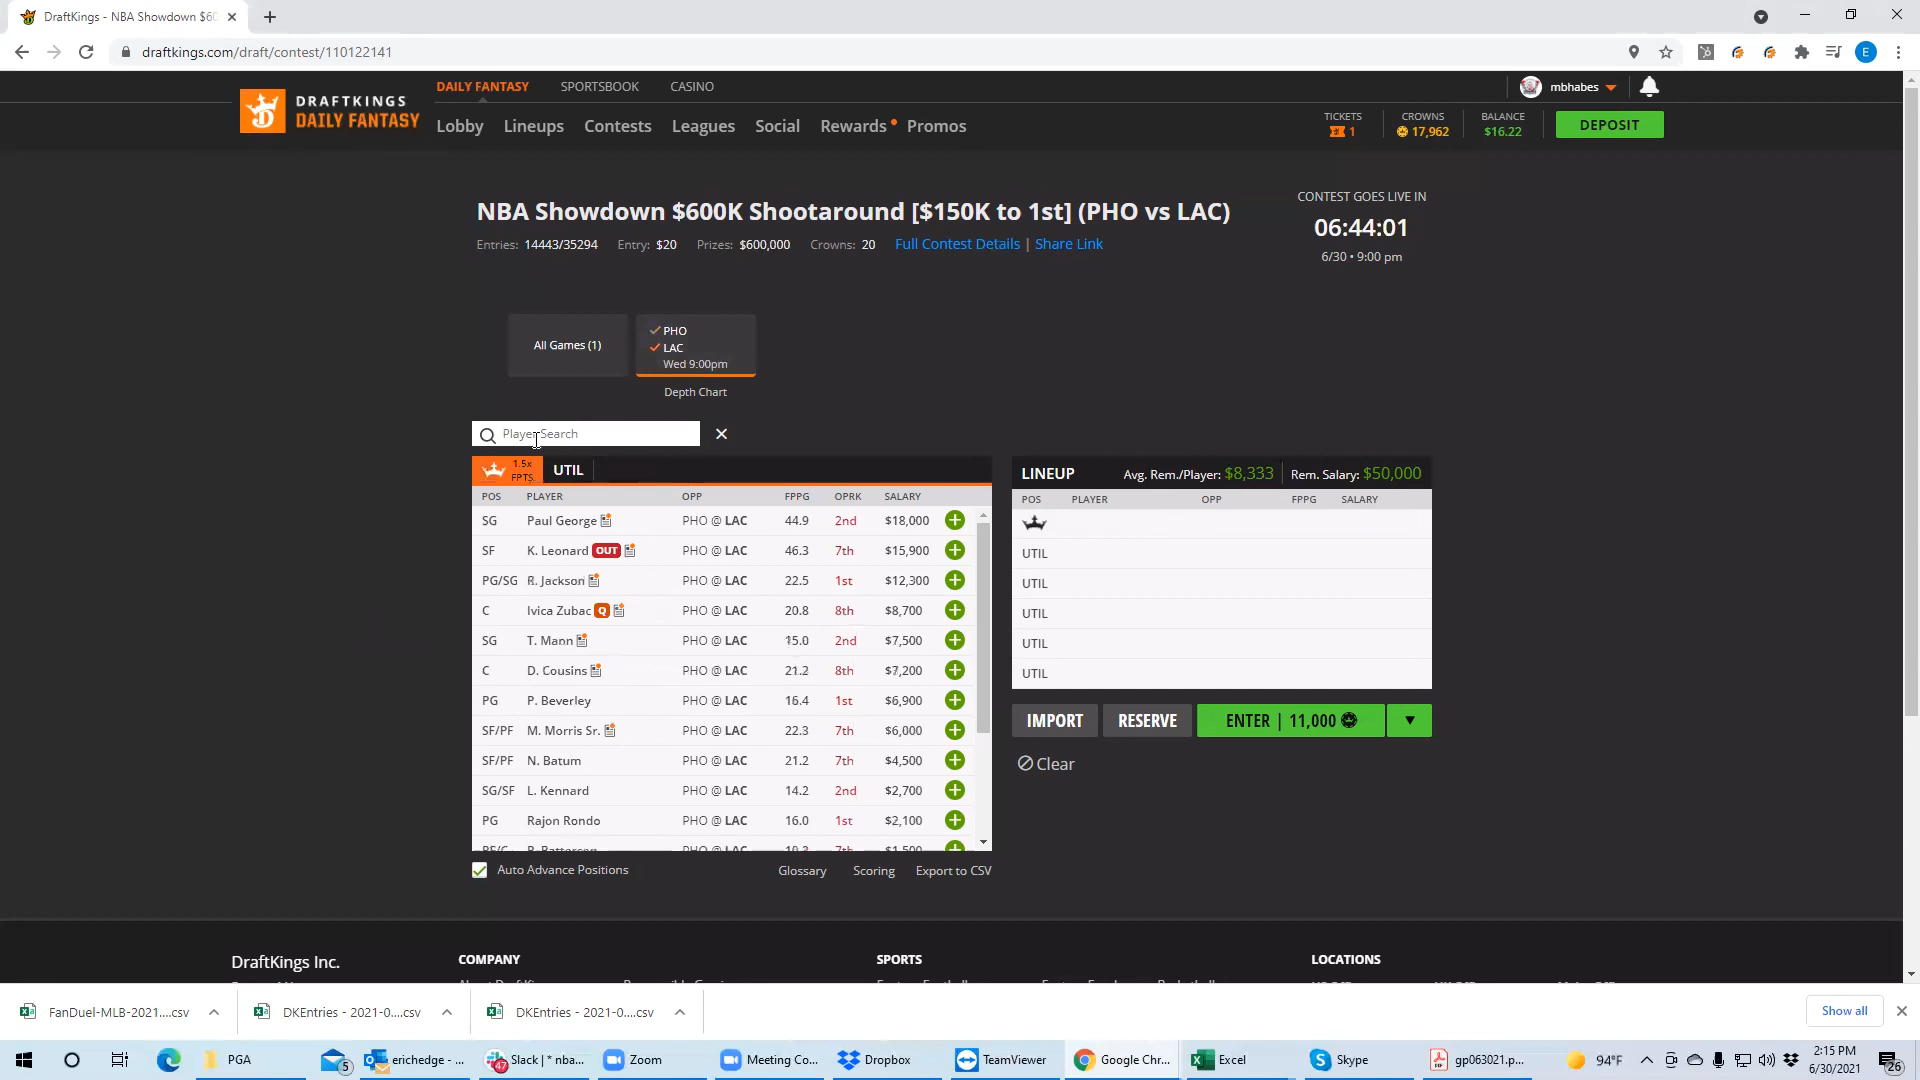 DraftKings - NBA Showdown $60
draftkings.com/draft/contest/110122141
E
DRAFTKINGS
DAILY FANTASY
DAILY FANTASY SPORTSBOOK CASINO
Lobby Lineups Contests Leagues Social Rewards Promos
mbhabes
TICKETS CROWNS BALANCE
1 17,962 $16.22
DEPOSIT
NBA Showdown $600K Shootaround [$150K to 1st] (PHO vs LAC)
Entries: 14443/35294 Entry: $20 Prizes: $600,000 Crowns: 20 Full Contest Details | Share Link
CONTEST GOES LIVE IN
06:44:01
6/30 • 9:00 pm
All Games (1)
PHO
LAC
Wed 9:00pm
Depth Chart
Player Search
1.5x
FPTS
UTIL
POS PLAYER OPP FPPG OPRK SALARY
SG Paul George PHO @ LAC 44.9 2nd $18,000
SF K. Leonard OUT PHO @ LAC 46.3 7th $15,900
PG/SG R. Jackson PHO @ LAC 22.5 1st $12,300
C Ivica Zubac Q PHO @ LAC 20.8 8th $8,700
SG T. Mann PHO @ LAC 15.0 2nd $7,500
C D. Cousins PHO @ LAC 21.2 8th $7,200
PG P. Beverley PHO @ LAC 16.4 1st $6,900
SF/PF M. Morris Sr. PHO @ LAC 22.3 7th $6,000
SF/PF N. Batum PHO @ LAC 21.2 7th $4,500
SG/SF L. Kennard PHO @ LAC 14.2 2nd $2,700
PG Rajon Rondo PHO @ LAC 16.0 1st $2,100
PF/C P. Patterson PHO @ LAC 7th $1,500
Auto Advance Positions
Glossary Scoring Export to CSV
LINEUP Avg. Rem./Player: $8,333 Rem. Salary: $50,000
POS PLAYER OPP FPPG SALARY
UTIL
UTIL
UTIL
UTIL
UTIL
IMPORT RESERVE ENTER | 11,000
Clear
DraftKings Inc.
COMPANY
SPORTS
LOCATIONS
FanDuel-MLB-2021....csv
DKEntries - 2021-0....csv
DKEntries - 2021-0....csv
Show all
PGA
5
erichedge - ...
47
Slack | * nba...
Zoom
Meeting Co...
Dropbox
TeamViewer
Google Chr...
Excel
Skype
gp063021.p...
94°F
2:15 PM
6/30/2021
26